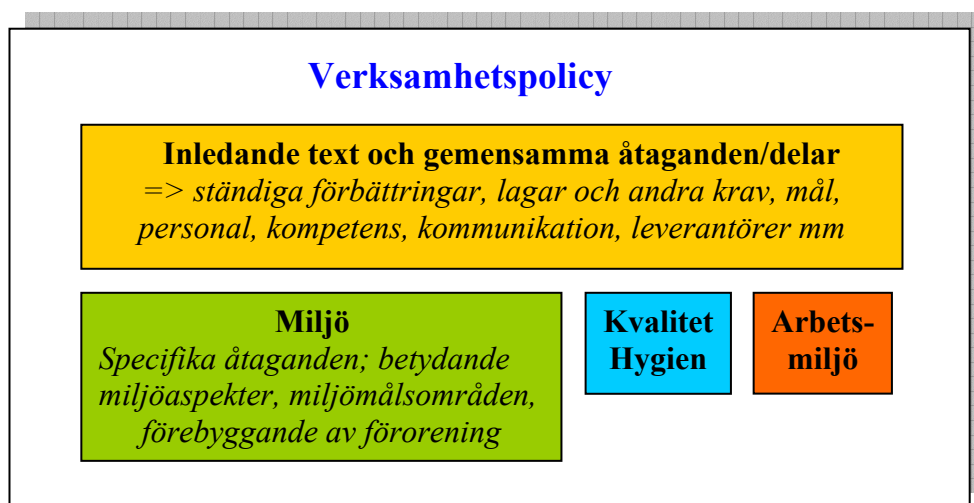 Verksamhetspolicy
Inledande text och gemensamma åtaganden/delar
=> ständiga förbättringar, lagar och andra krav, mål,
personal, kompetens, kommunikation, leverantörer mm
Miljö
Specifika åtaganden; betydande
miljöaspekter, miljömålsområden,
förebyggande av förorening
Kvalitet
Hygien
Arbets-
miljö